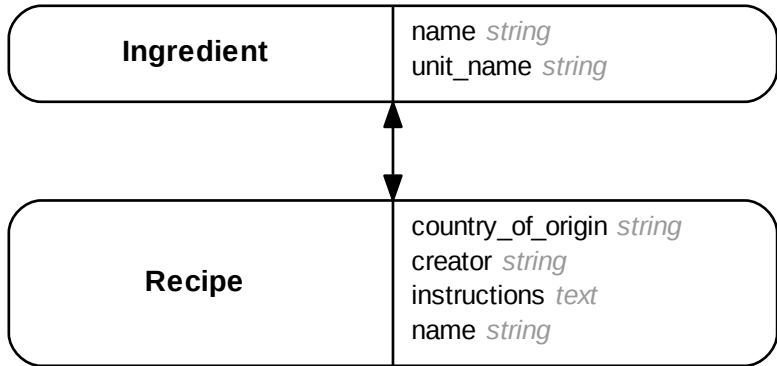 Ingredient
name string
unit_name string
Recipe
country_of_origin string
creator string
instructions text
name string